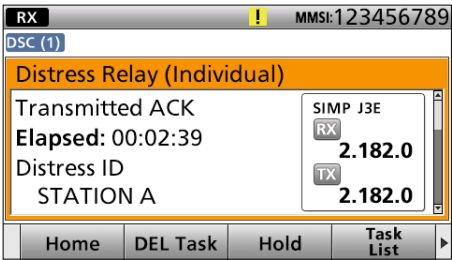 RX ! MMSI:123456789
DSC (1)
Distress Relay (Individual)
Transmitted ACK
Elapsed: 00:02:39
Distress ID
STATION A
SIMP J3E
RX
2.182.0
TX
2.182.0
Home DEL Task Hold Task List